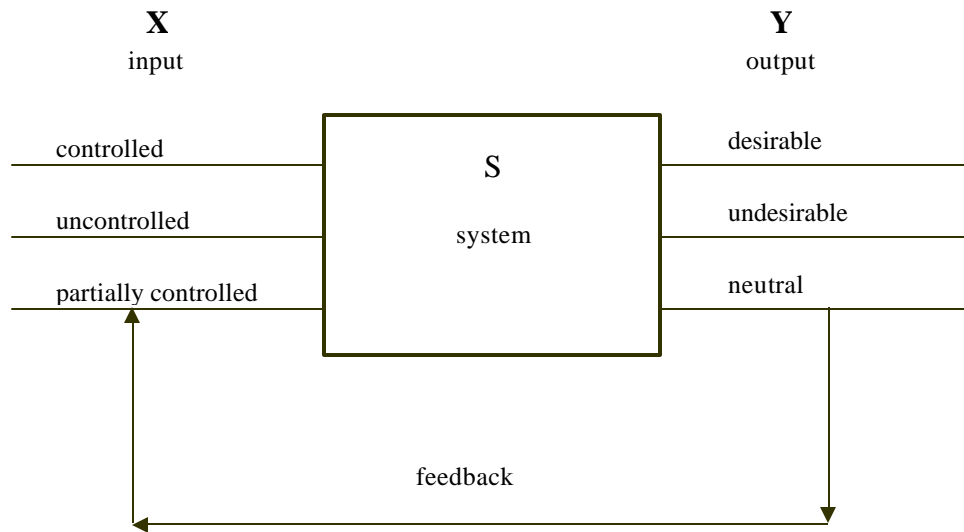 X
input
Y
output
controlled
uncontrolled
partially controlled
S
system
desirable
undesirable
neutral
feedback